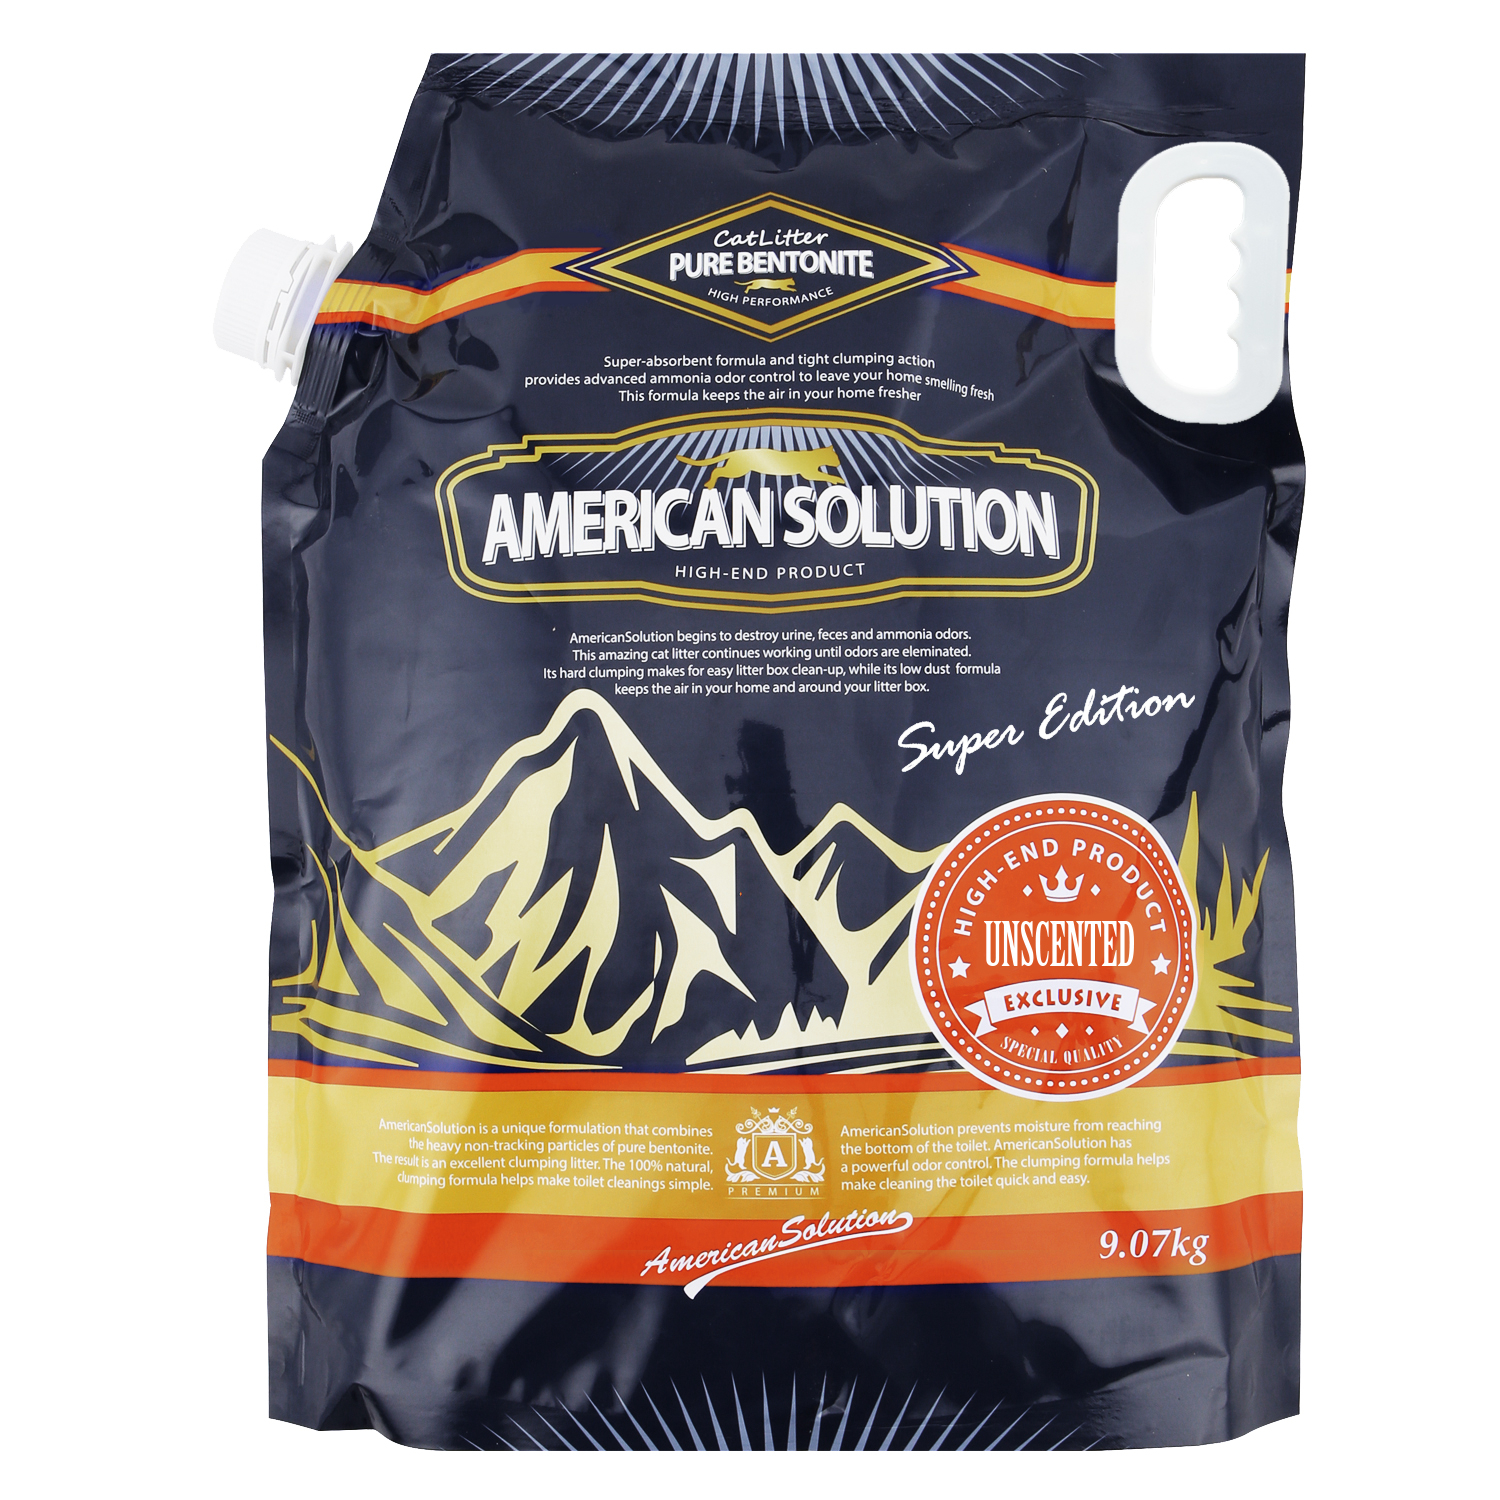 CatLitter
PURE BENTONITE
HIGH PERFORMANCE
Super-absorbent formula and tight clumping action
provides advanced ammonia odor control to leave your home smelling fresh
This formula keeps the air in your home fresher
AMERICAN SOLUTION
HIGH-END PRODUCT
AmericanSolution begins to destroy urine, feces and ammonia odors.
This amazing cat litter continues working until odors are eleminated.
Its hard clumping makes for easy litter box clean-up, while its low dust formula
keeps the air in your home and around your litter box.
Super Edition
HIGH-END PRODUCT
UNSCENTED
EXCLUSIVE
SPECIAL QUALITY
AmericanSolution is a unique formulation that combines
the heavy non-tracking particles of pure bentonite.
The result is an excellent clumping litter. The 100% natural,
clumping formula helps make toilet cleanings simple.
A
PREMIUM
AmericanSolution prevents moisture from reaching
the bottom of the toilet. AmericanSolution has
a powerful odor control. The clumping formula helps
make cleaning the toilet quick and easy.
AmericanSolution
9.07kg